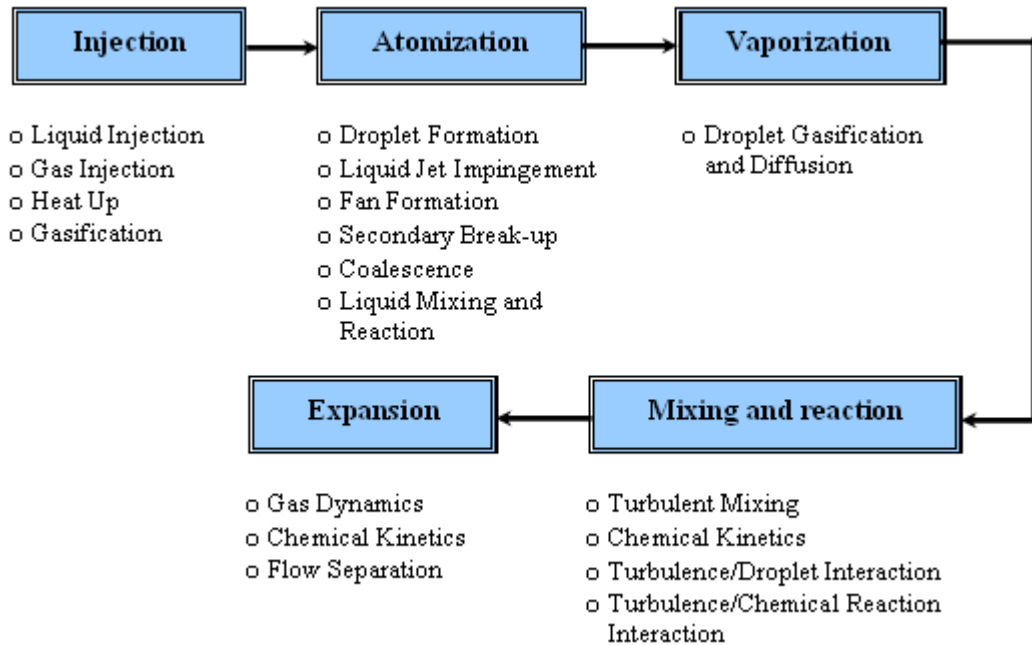 Injection
Atomization
Vaporization
o Liquid Injection
o Gas Injection
o Heat Up
o Gasification
o Droplet Formation
o Liquid Jet Impingement
o Fan Formation
o Secondary Break-up
o Coalescence
o Liquid Mixing and
Reaction
o Droplet Gasification
and Diffusion
Expansion
Mixing and reaction
o Gas Dynamics
o Chemical Kinetics
o Flow Separation
o Turbulent Mixing
o Chemical Kinetics
o Turbulence/Droplet Interaction
o Turbulence/Chemical Reaction
Interaction